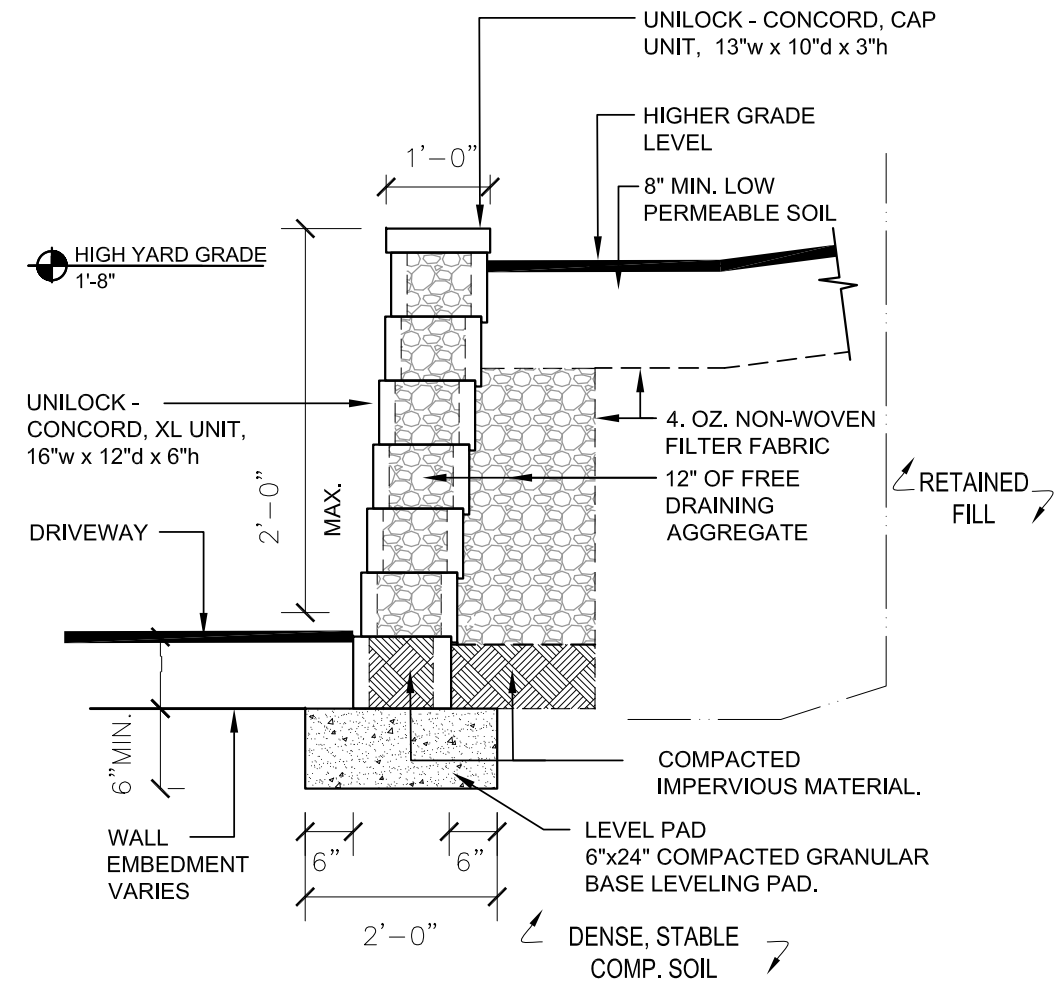 UNILOCK - CONCORD, CAP
UNIT, 13"w x 10"d x 3"h
HIGHER GRADE
LEVEL
1'-0"
8" MIN. LOW
PERMEABLE SOIL
HIGH YARD GRADE
1'-8"
UNILOCK -
CONCORD, XL UNIT,
16"w x 12"d x 6"h
4. OZ. NON-WOVEN
FILTER FABRIC
2'-0"
MAX.
12" OF FREE
DRAINING
AGGREGATE
RETAINED
FILL
DRIVEWAY
6"MIN.
COMPACTED
IMPERVIOUS MATERIAL.
WALL
EMBEDMENT
VARIES
6"
6"
LEVEL PAD
6"x24" COMPACTED GRANULAR
BASE LEVELING PAD.
2'-0"
DENSE, STABLE
COMP. SOIL